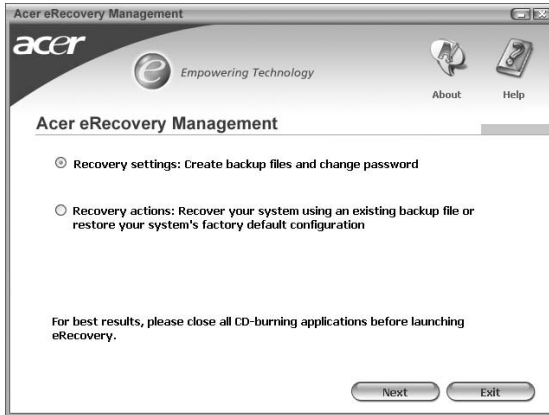 Acer eRecovery Management
acer
e
Empowering Technology
About
Help
Acer eRecovery Management
Recovery settings: Create backup files and change password
Recovery actions: Recover your system using an existing backup file or
restore your system's factory default configuration
For best results, please close all CD-burning applications before launching
eRecovery.
Next
Exit